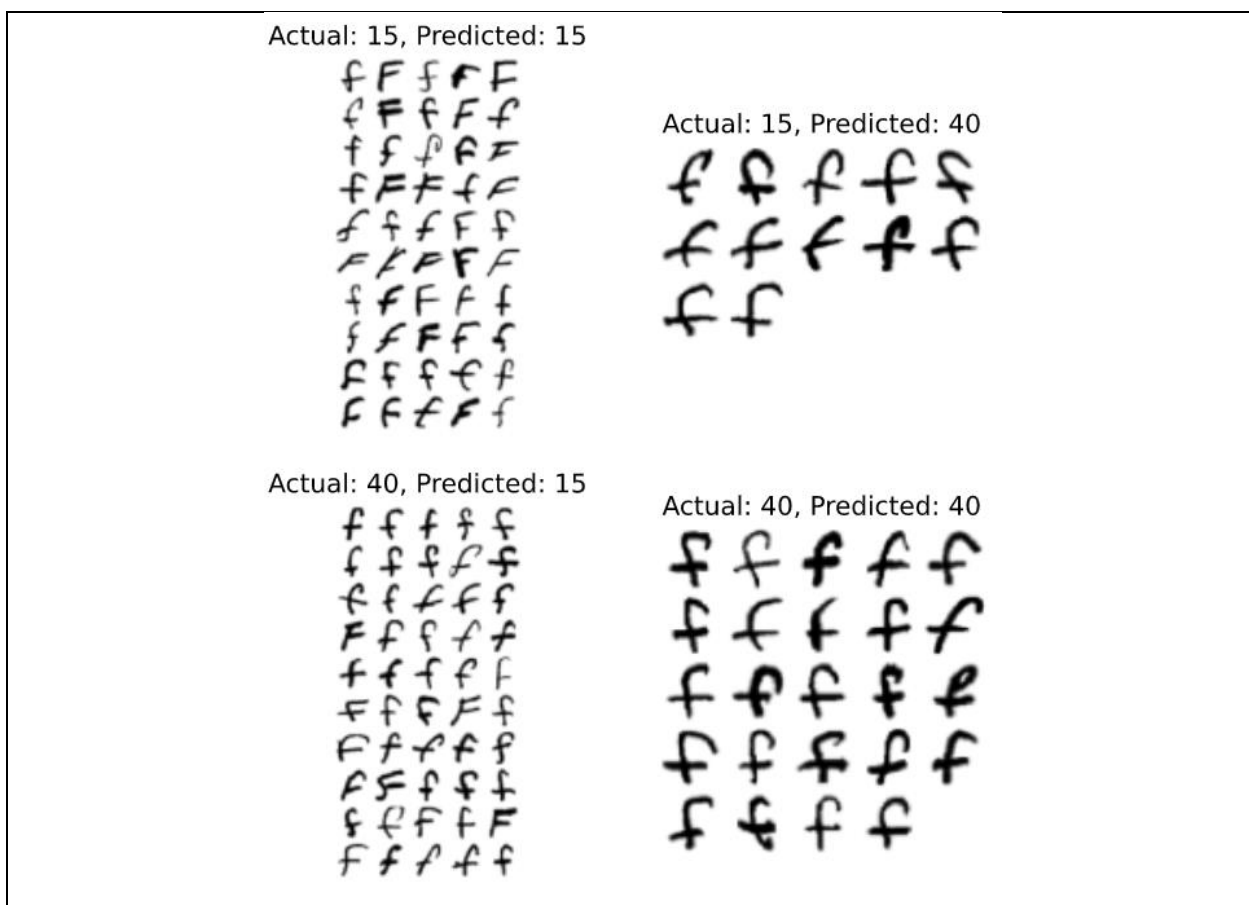 Actual: 15, Predicted: 15
f F f F F
f F f F f
f f f F F
f F F f F
f f f F f
F F F F F
f F F F f
f f F F f
F F f f f
F F f F f
Actual: 15, Predicted: 40
f f f f f
f f f f f
f f
Actual: 40, Predicted: 15
f f f f f
f f f f f
f f f f f
F f f f f
f f f f F
F f F F f
F f f f f
F F f f f
f f F f F
F f f f f
Actual: 40, Predicted: 40
f f f f f
f f f f f
f f f f f
f f f f f
f f f f